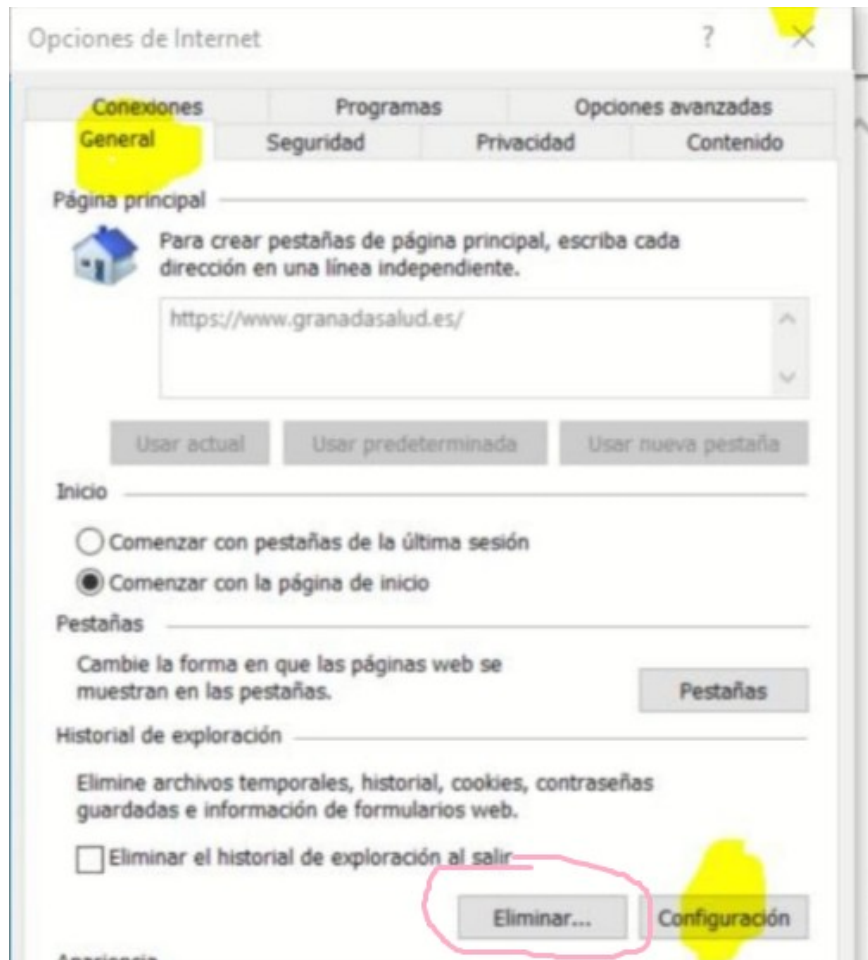 Opciones de Internet
?
Conexiones Programas Opciones avanzadas
General Seguridad Privacidad Contenido
Página principal
Para crear pestañas de página principal, escriba cada
dirección en una línea independiente.
https://www.granadasalud.es/
Usar actual Usar predeterminada Usar nueva pestaña
Inicio
Comenzar con pestañas de la última sesión
Comenzar con la página de inicio
Pestañas
Cambie la forma en que las páginas web se
muestran en las pestañas.
Pestañas
Historial de exploración
Elimine archivos temporales, historial, cookies, contraseñas
guardadas e información de formularios web.
Eliminar el historial de exploración al salir
Eliminar... Configuración